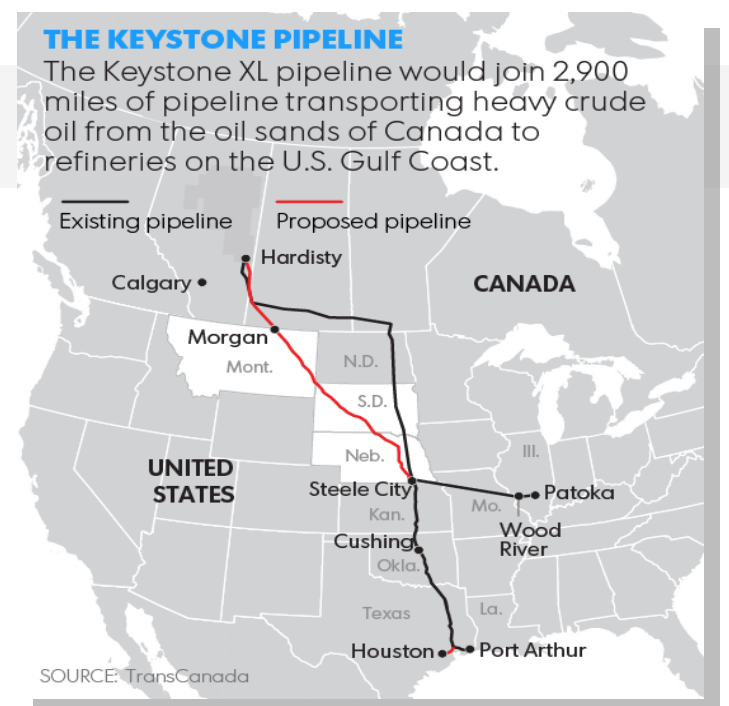 THE KEYSTONE PIPELINE
The Keystone XL pipeline would join 2,900
miles of pipeline transporting heavy crude
oil from the oil sands of Canada to
refineries on the U.S. Gulf Coast.
Existing pipeline
Proposed pipeline
Hardisty
Calgary
CANADA
Morgan
Mont.
N.D.
S.D.
Neb.
Ill.
UNITED
STATES
Steele City
Patoka
Kan.
Mo.
Wood
River
Cushing
Okla.
Texas
La.
Houston
Port Arthur
SOURCE: TransCanada